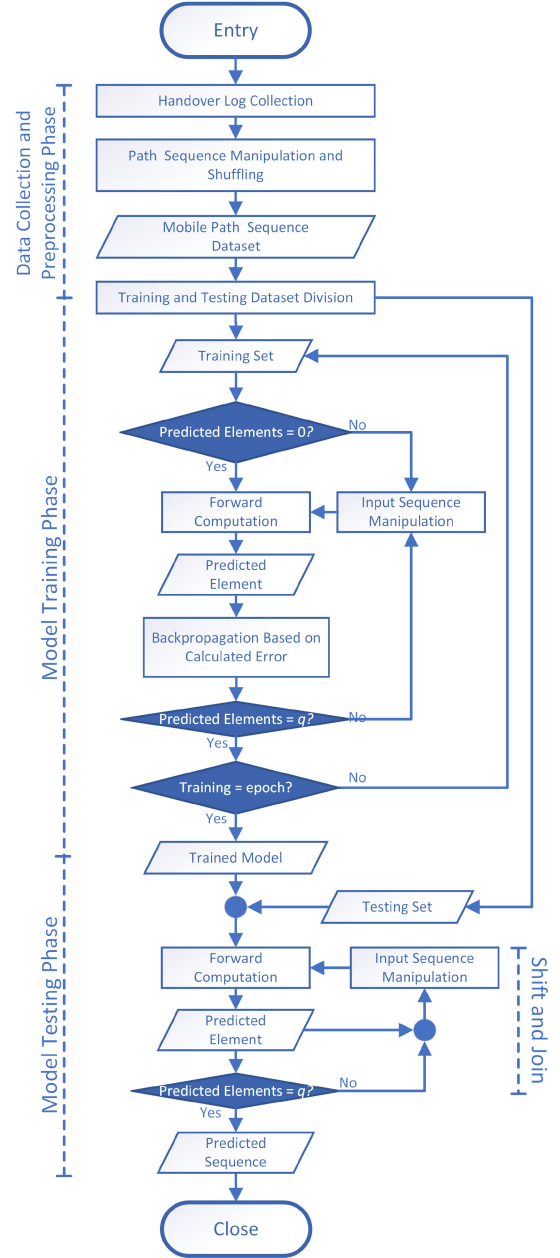 Entry
Data Collection and
Preprocessing Phase
Handover Log Collection
Path Sequence Manipulation and
Shuffling
Mobile Path Sequence
Dataset
Training and Testing Dataset Division
Model Training Phase
Training Set
Predicted Elements = 0?
No
Yes
Forward
Computation
Input Sequence
Manipulation
Predicted
Element
Backpropagation Based on
Calculated Error
Predicted Elements = q?
No
Yes
Training = epoch?
No
Yes
Trained Model
Model Testing Phase
Testing Set
Forward
Computation
Input Sequence
Manipulation
Shift and Join
Predicted
Element
Predicted Elements = q?
No
Yes
Predicted
Sequence
Close